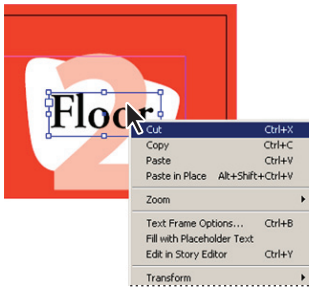 2
Floor
Cut Ctrl+X
Copy Ctrl+C
Paste Ctrl+V
Paste in Place Alt+Shift+Ctrl+V
Zoom
Text Frame Options... Ctrl+B
Fill with Placeholder Text
Edit in Story Editor Ctrl+Y
Transform